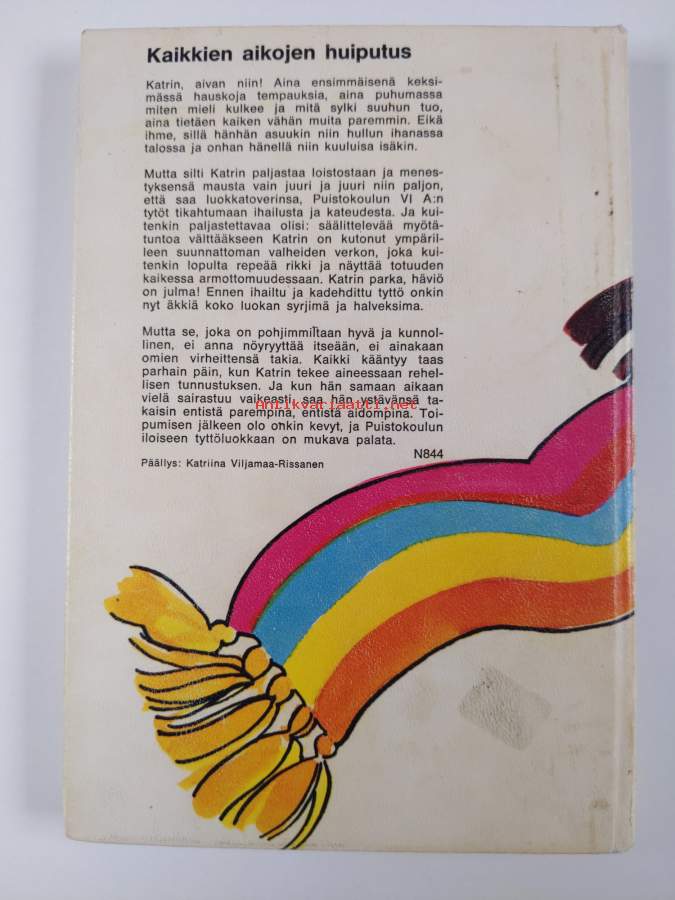 Kaikkien aikojen huiputus
Katrin, aivan niin! Aina ensimmäisenä keksi-
mässä hauskoja tempauksia, aina puhumassa
miten mieli kulkee ja mitä sylki suuhun tuo,
aina tietäen kaiken vähän muita paremmin. Eikä
ihme, sillä hänhän asuukin niin hullun ihanassa
talossa ja onhan hänellä niin kuuluisa isäkin.
Mutta silti Katrin paljastaa loistostaan ja menes-
tyksensä mausta vain juuri ja juuri niin paljon,
että saa luokkatoverinsa, Puistokoulun VI A:n
tytöt tikahtumaan ihailusta ja kateudesta. Ja kui-
tenkin paljastettavaa olisi: säälittelevää myötä-
tuntoa välttääkseen Katrin on kutonut ympäril-
leen suunnattoman valheiden verkon, joka kui-
tenkin lopulta repeää rikki ja näyttää totuuden
kaikessa armottomuudessaan. Katrin parka, häviö
on julma! Ennen ihailtu ja kadehdittu tyttö onkin
nyt äkkiä koko luokan syrjimä ja halveksima.
Mutta se, joka on pohjimmiltaan hyvä ja kunnol-
linen, ei anna nöyryyttää itseään, ei ainakaan
omien virheittensä takia. Kaikki kääntyy taas
parhain päin, kun Katrin tekee aineessaan rehel-
lisen tunnustuksen. Ja kun hän samaan aikaan
vielä sairastuu vaikeasti, saa hän ystävänsä ta-
kaisin entistä parempina, entistä aidompina. Toi-
pumisen jälkeen olo ohkin kevyt, ja Puistokoulun
iloiseen tyttöluokkaan on mukava palata.
N844
Päällys: Katriina Viljamaa-Rissanen
Antikvariaatti.net